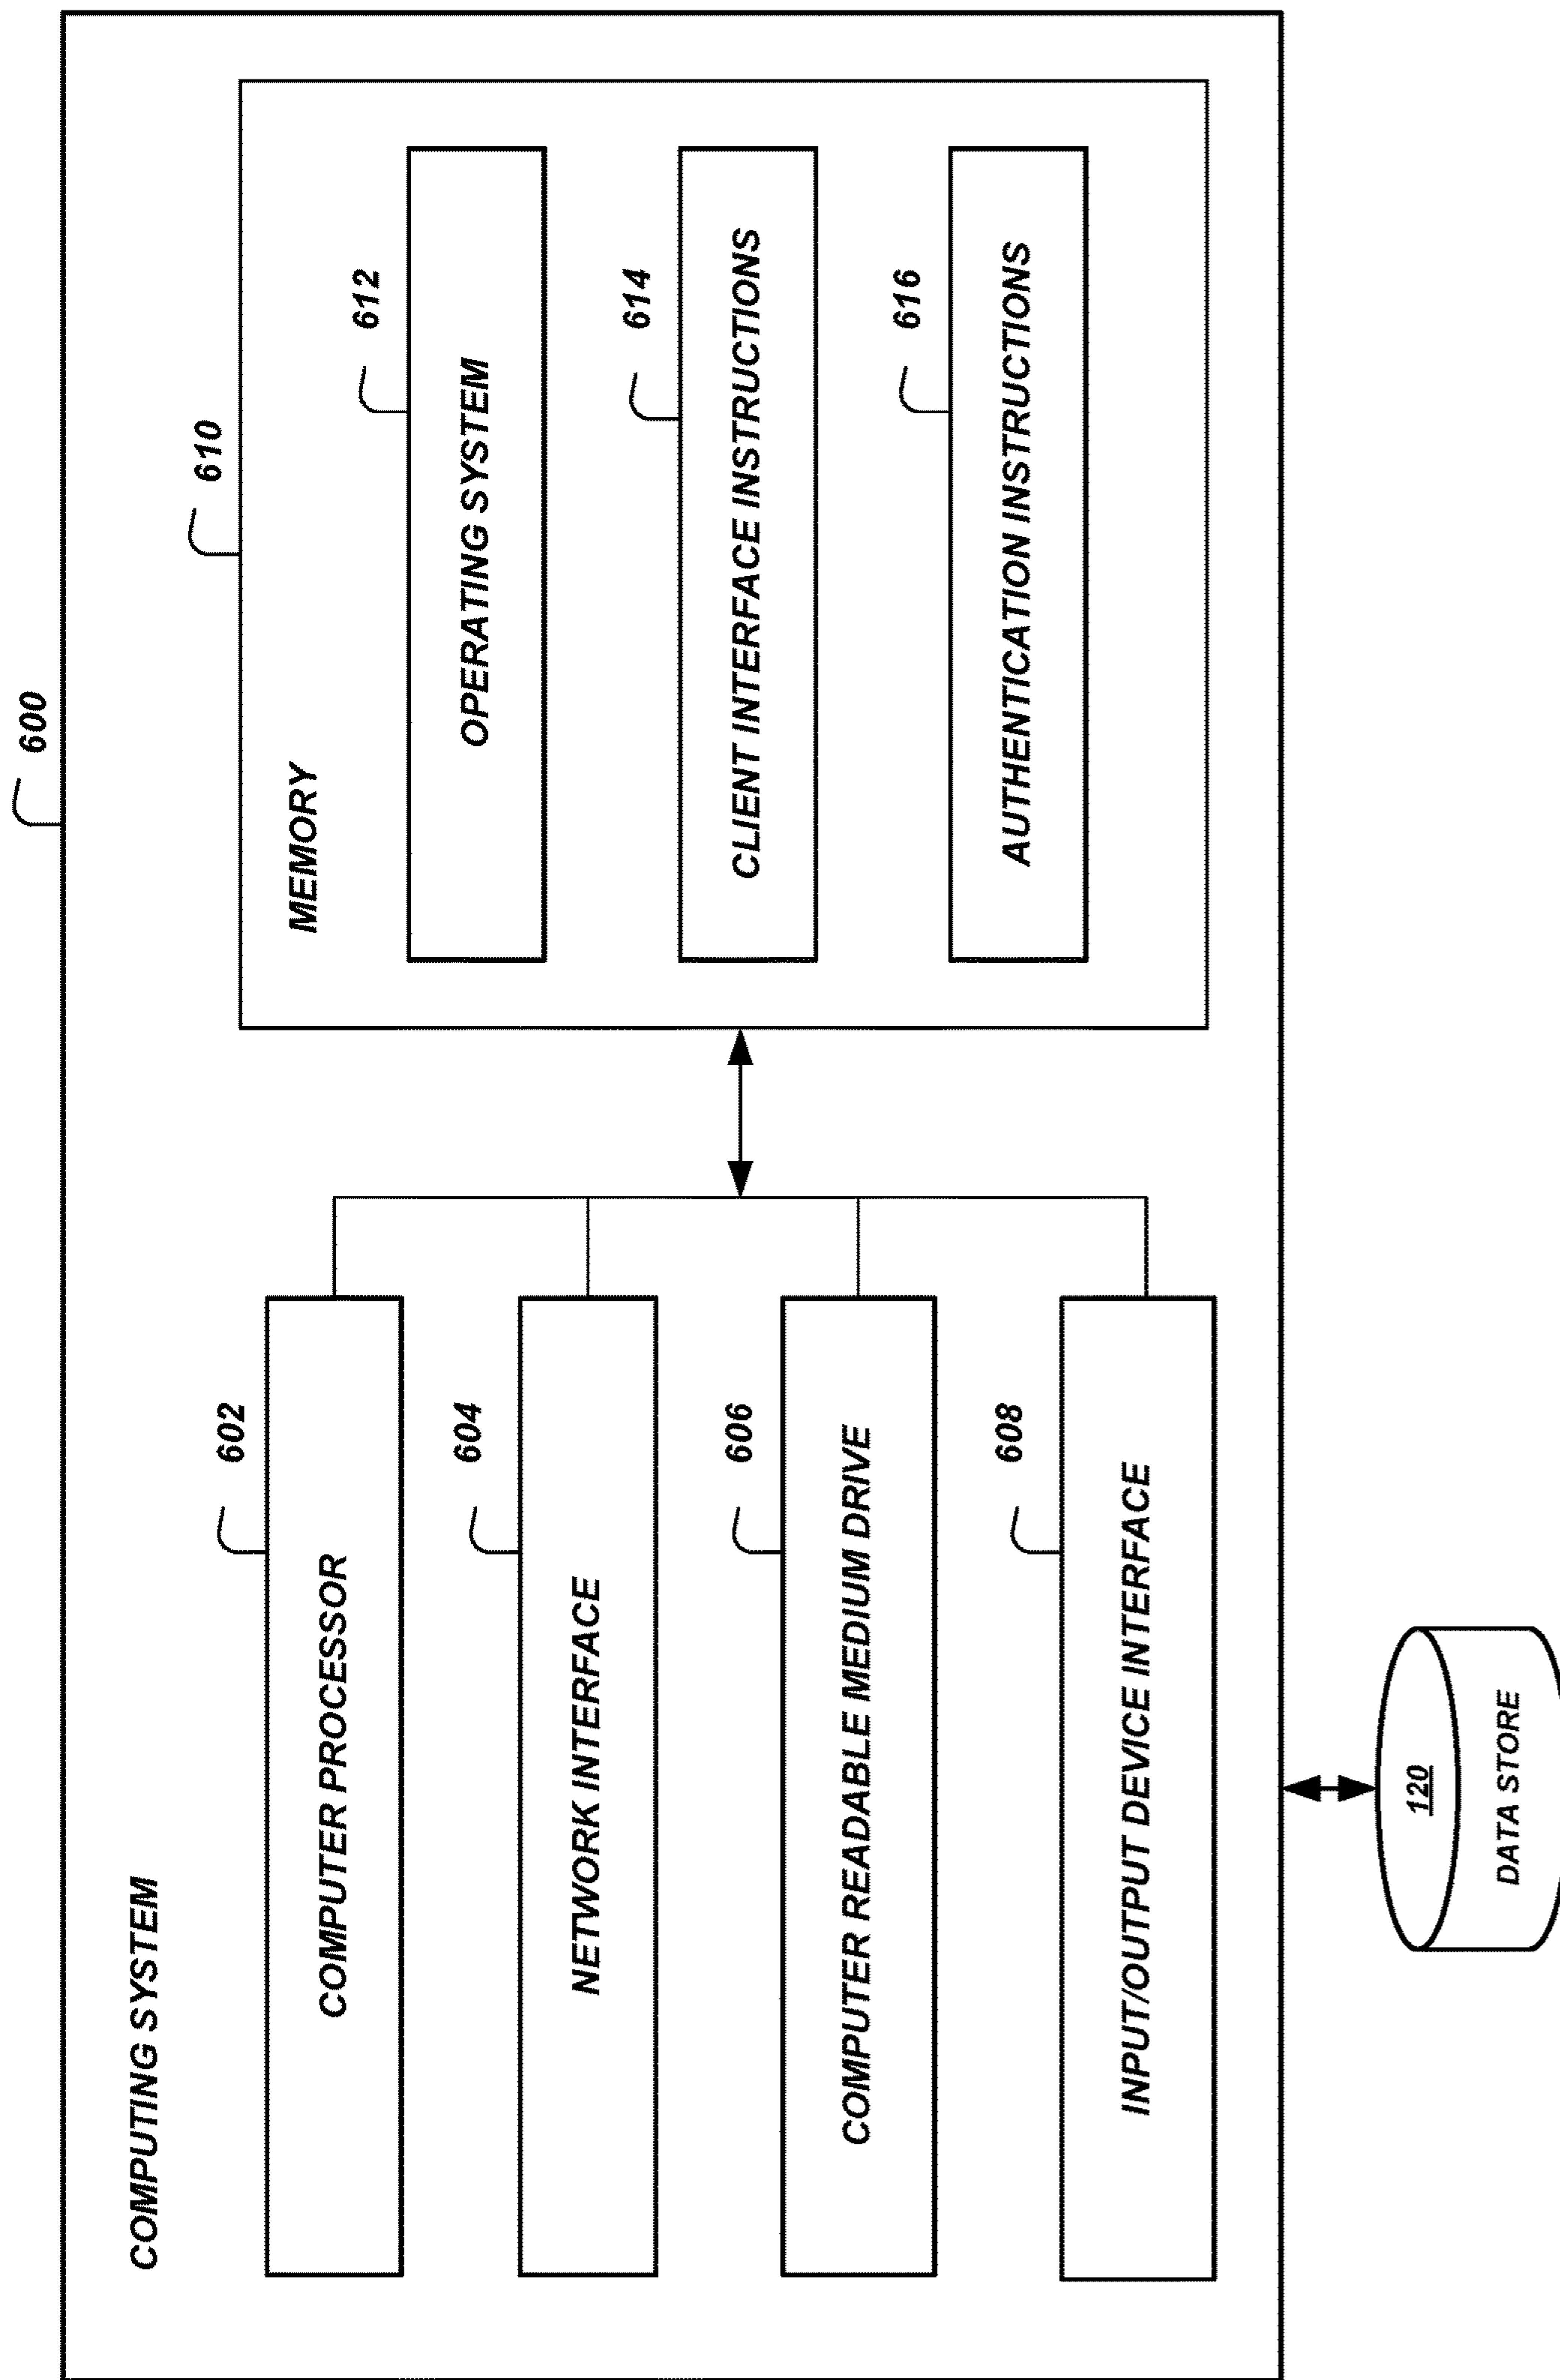 600
COMPUTING SYSTEM
602
COMPUTER PROCESSOR
604
NETWORK INTERFACE
606
COMPUTER READABLE MEDIUM DRIVE
608
INPUT/OUTPUT DEVICE INTERFACE
610
MEMORY
612
OPERATING SYSTEM
614
CLIENT INTERFACE INSTRUCTIONS
616
AUTHENTICATION INSTRUCTIONS
120
DATA STORE